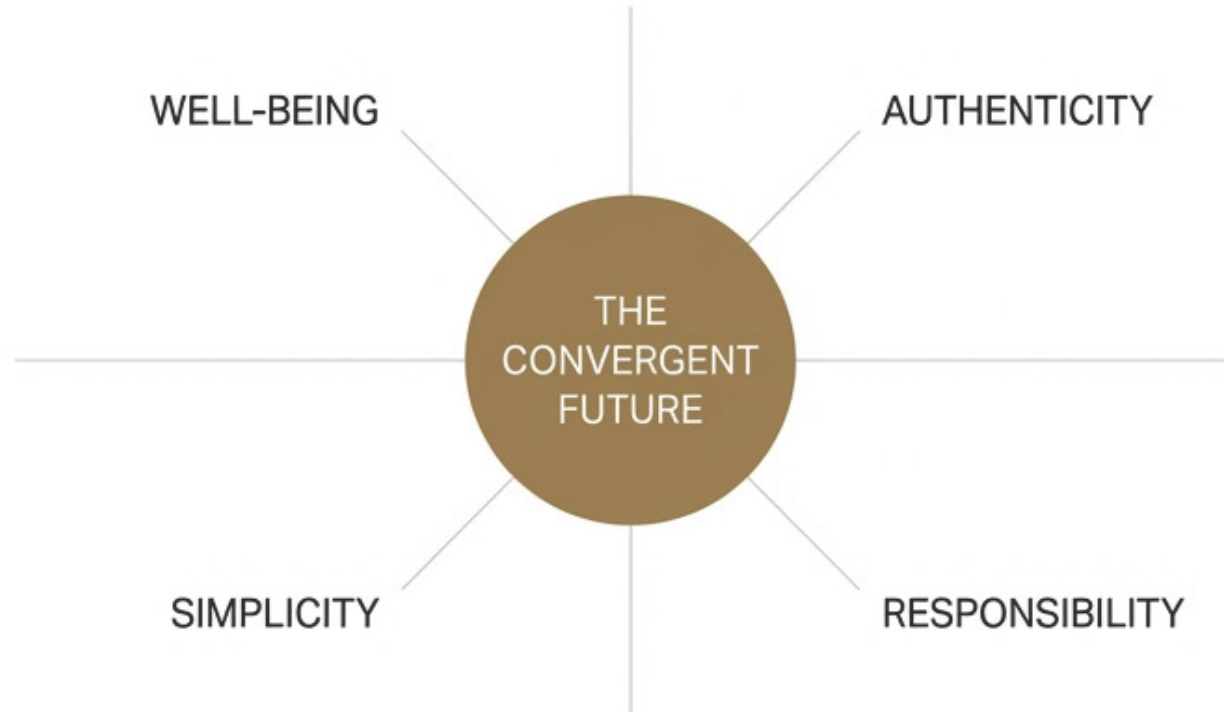 WELL-BEING
AUTHENTICITY
THE
CONVERGENT
FUTURE
SIMPLICITY
RESPONSIBILITY